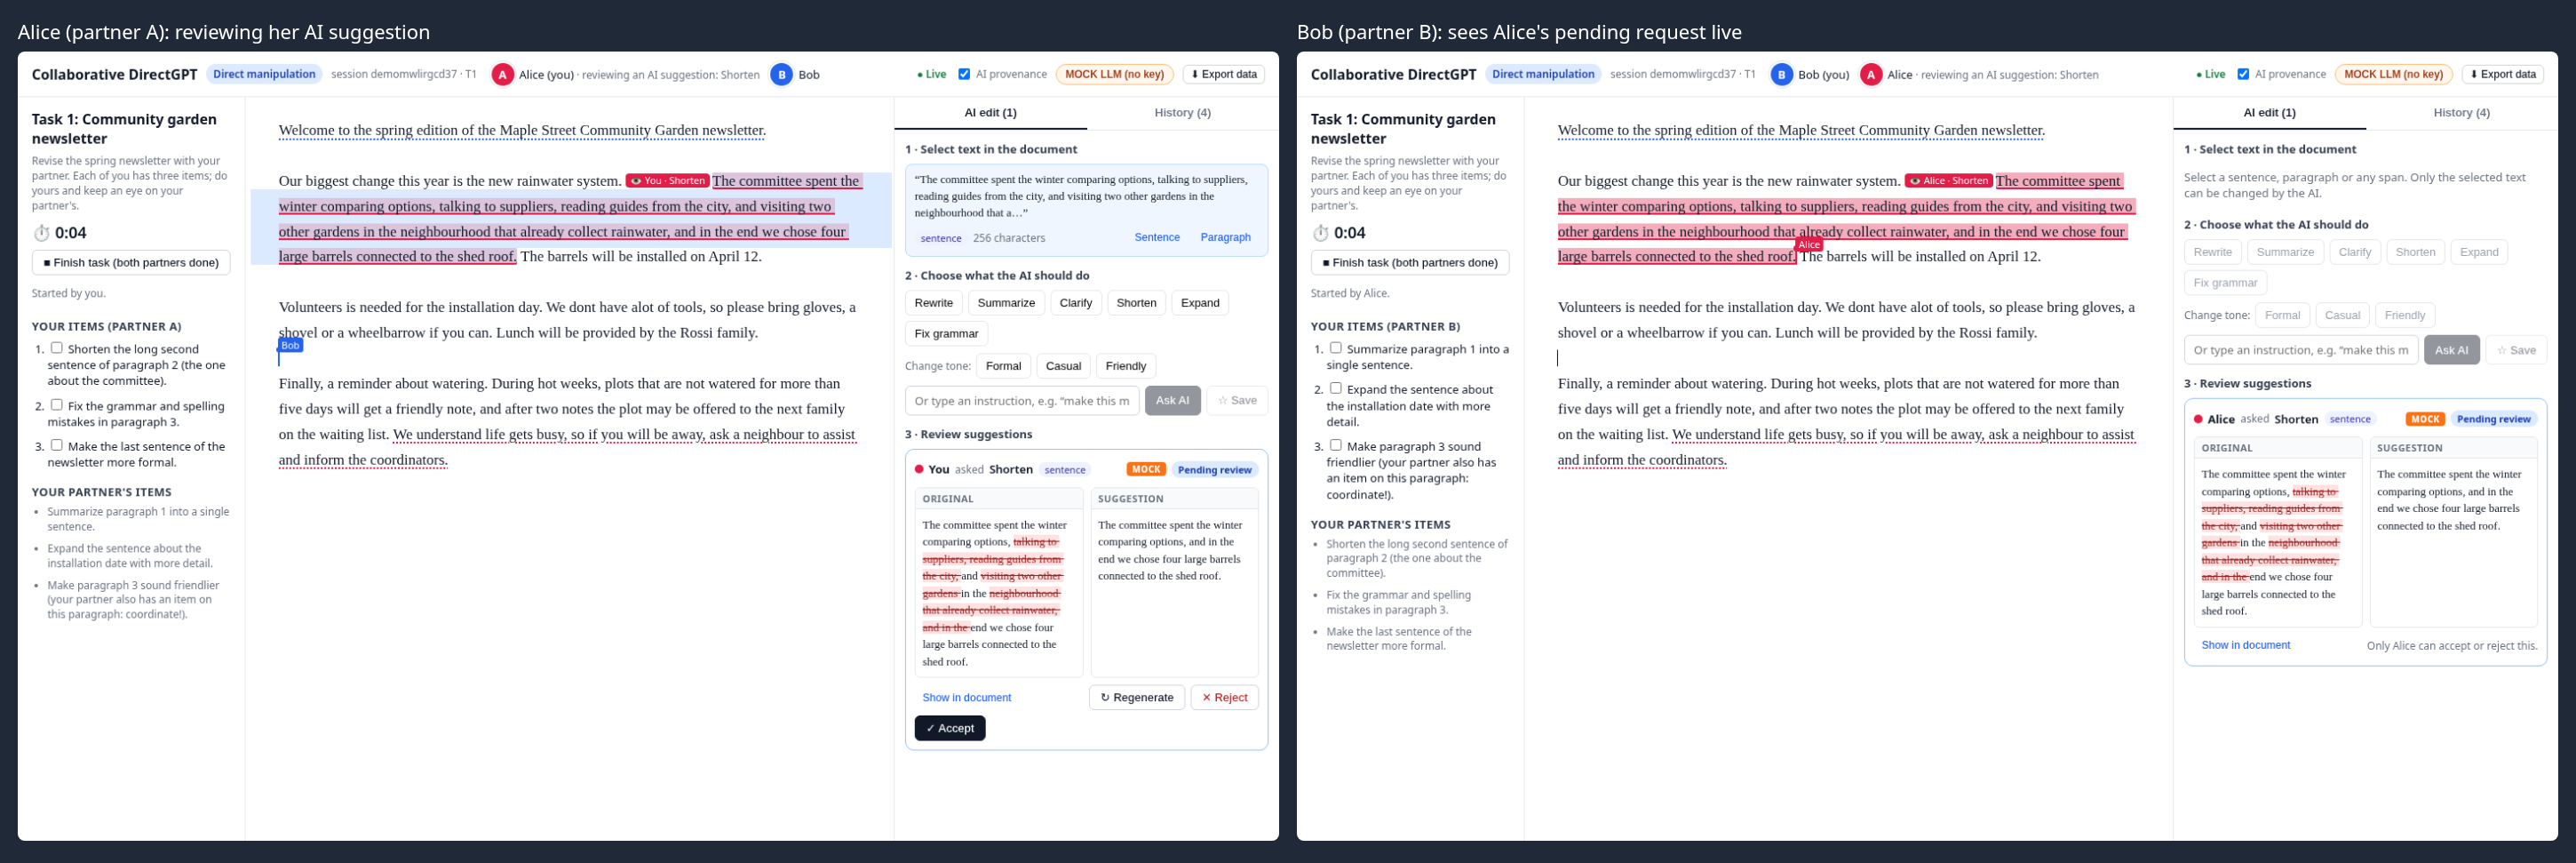 Alice (partner A): reviewing her AI suggestion
Collaborative DirectGPT Direct manipulation session demomwlirgcd37 · T1 A Alice (you) · reviewing an AI suggestion: Shorten B Bob ● Live AI provenance MOCK LLM (no key) ⬇ Export data
Task 1: Community garden
newsletter
Revise the spring newsletter with your
partner. Each of you has three items; do
yours and keep an eye on your
partner's.
⏱️ 0:04
■ Finish task (both partners done)
Started by you.
YOUR ITEMS (PARTNER A)
1. Shorten the long second
sentence of paragraph 2 (the one
about the committee).
2. Fix the grammar and spelling
mistakes in paragraph 3.
3. Make the last sentence of the
newsletter more formal.
YOUR PARTNER'S ITEMS
• Summarize paragraph 1 into a single
sentence.
• Expand the sentence about the
installation date with more detail.
• Make paragraph 3 sound friendlier
(your partner also has an item on
this paragraph: coordinate!).
Welcome to the spring edition of the Maple Street Community Garden newsletter.
Our biggest change this year is the new rainwater system. 👁 You · Shorten The committee spent the
winter comparing options, talking to suppliers, reading guides from the city, and visiting two
other gardens in the neighbourhood that already collect rainwater, and in the end we chose four
large barrels connected to the shed roof. The barrels will be installed on April 12.
Volunteers is needed for the installation day. We dont have alot of tools, so please bring gloves, a
shovel or a wheelbarrow if you can. Lunch will be provided by the Rossi family.
Bob
Finally, a reminder about watering. During hot weeks, plots that are not watered for more than
five days will get a friendly note, and after two notes the plot may be offered to the next family
on the waiting list. We understand life gets busy, so if you will be away, ask a neighbour to assist
and inform the coordinators.
AI edit (1) History (4)
1 · Select text in the document
“The committee spent the winter comparing options, talking to suppliers,
reading guides from the city, and visiting two other gardens in the
neighbourhood that a…”
sentence 256 characters Sentence Paragraph
2 · Choose what the AI should do
Rewrite Summarize Clarify Shorten Expand
Fix grammar
Change tone: Formal Casual Friendly
Or type an instruction, e.g. “make this m Ask AI ☆ Save
3 · Review suggestions
You asked Shorten sentence MOCK Pending review
ORIGINAL
The committee spent the winter
comparing options, talking to
suppliers, reading guides from
the city, and visiting two other
gardens in the neighbourhood
that already collect rainwater,
and in the end we chose four
large barrels connected to the
shed roof.
SUGGESTION
The committee spent the winter
comparing options, and in the
end we chose four large barrels
connected to the shed roof.
Show in document ↻ Regenerate ✕ Reject
✓ Accept
Bob (partner B): sees Alice's pending request live
Collaborative DirectGPT Direct manipulation session demomwlirgcd37 · T1 B Bob (you) A Alice · reviewing an AI suggestion: Shorten ● Live AI provenance MOCK LLM (no key) ⬇ Export data
Task 1: Community garden
newsletter
Revise the spring newsletter with your
partner. Each of you has three items; do
yours and keep an eye on your
partner's.
⏱️ 0:04
■ Finish task (both partners done)
Started by Alice.
YOUR ITEMS (PARTNER B)
1. Summarize paragraph 1 into a
single sentence.
2. Expand the sentence about
the installation date with more
detail.
3. Make paragraph 3 sound
friendlier (your partner also has
an item on this paragraph:
coordinate!).
YOUR PARTNER'S ITEMS
• Shorten the long second sentence of
paragraph 2 (the one about the
committee).
• Fix the grammar and spelling
mistakes in paragraph 3.
• Make the last sentence of the
newsletter more formal.
Welcome to the spring edition of the Maple Street Community Garden newsletter.
Our biggest change this year is the new rainwater system. 👁 Alice · Shorten The committee spent
the winter comparing options, talking to suppliers, reading guides from the city, and visiting two
other gardens in the neighbourhood that already collect rainwater, and in the end we chose four
Alice
large barrels connected to the shed roof. The barrels will be installed on April 12.
Volunteers is needed for the installation day. We dont have alot of tools, so please bring gloves, a
shovel or a wheelbarrow if you can. Lunch will be provided by the Rossi family.
Finally, a reminder about watering. During hot weeks, plots that are not watered for more than
five days will get a friendly note, and after two notes the plot may be offered to the next family
on the waiting list. We understand life gets busy, so if you will be away, ask a neighbour to assist
and inform the coordinators.
AI edit (1) History (4)
1 · Select text in the document
Select a sentence, paragraph or any span. Only the selected text
can be changed by the AI.
2 · Choose what the AI should do
Rewrite Summarize Clarify Shorten Expand
Fix grammar
Change tone: Formal Casual Friendly
Or type an instruction, e.g. “make this m Ask AI ☆ Save
3 · Review suggestions
Alice asked Shorten sentence MOCK Pending review
ORIGINAL
The committee spent the winter
comparing options, talking to
suppliers, reading guides from
the city, and visiting two other
gardens in the neighbourhood
that already collect rainwater,
and in the end we chose four
large barrels connected to the
shed roof.
SUGGESTION
The committee spent the winter
comparing options, and in the
end we chose four large barrels
connected to the shed roof.
Show in document Only Alice can accept or reject this.